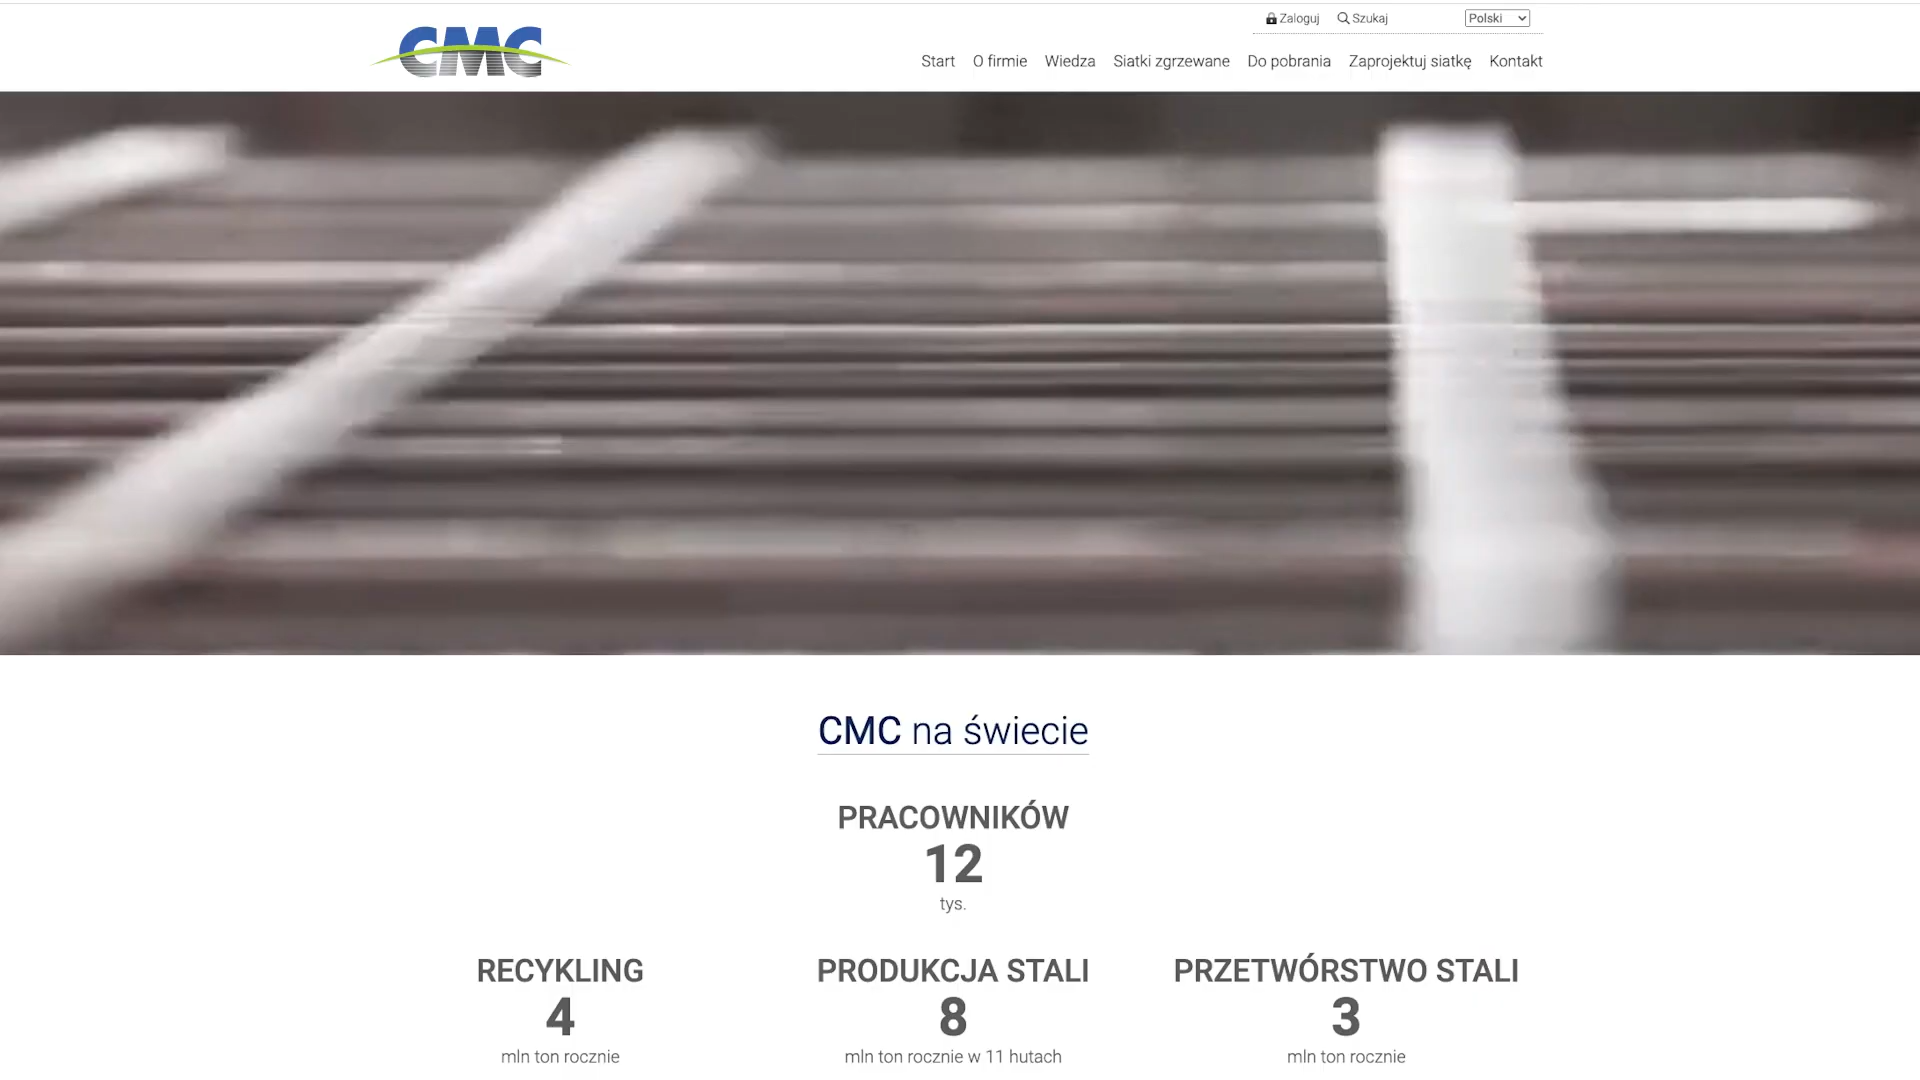 Zaloguj Szukaj Polski
CMC
Start O firmie Wiedza Siatki zgrzewane Do pobrania Zaprojektuj siatkę Kontakt
CMC na świecie
PRACOWNIKÓW
12
tys.
RECYKLING
4
mln ton rocznie
PRODUKCJA STALI
8
mln ton rocznie w 11 hutach
PRZETWÓRSTWO STALI
3
mln ton rocznie